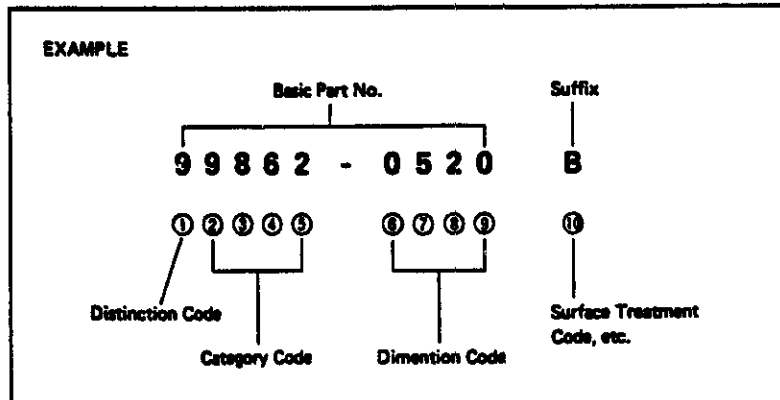 EXAMPLE
Basic Part No. Suffix
9 9 8 6 2 - 0 5 2 0 B
① ② ③ ④ ⑤ ⑥ ⑦ ⑧ ⑨ ⑩
Distinction Code
Category Code
Dimention Code
Surface Treatment
Code, etc.